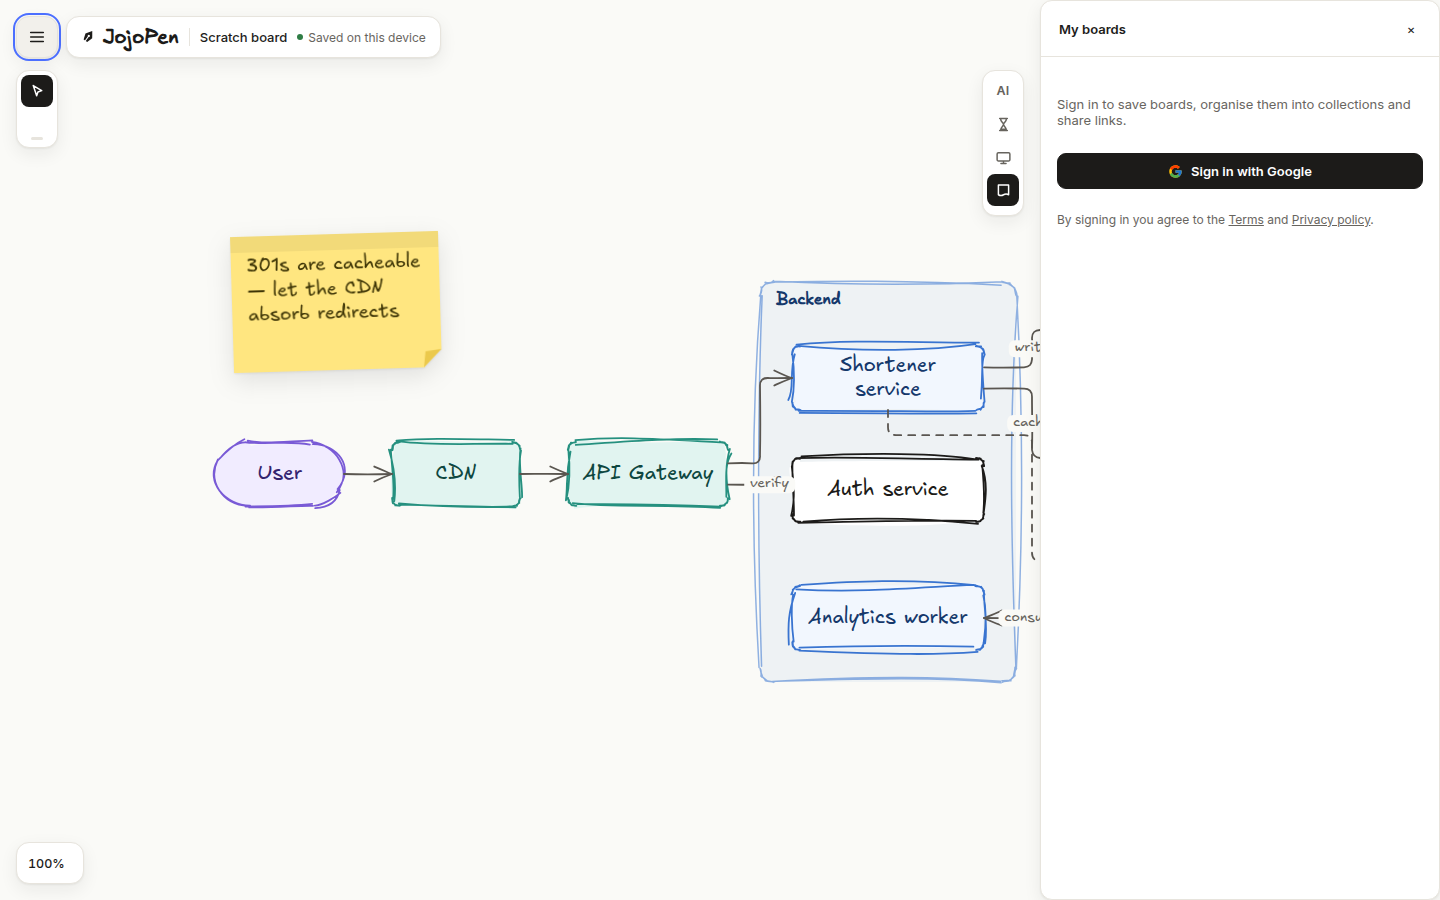 JojoPen
Scratch board
Saved on this device
My boards
×
Sign in to save boards, organise them into collections and
share links.
Sign in with Google
By signing in you agree to the Terms and Privacy policy.
AI
301s are cacheable
— let the CDN
absorb redirects
Backend
Shortener
service
User
CDN
API Gateway
verify
Auth service
Analytics worker
100%